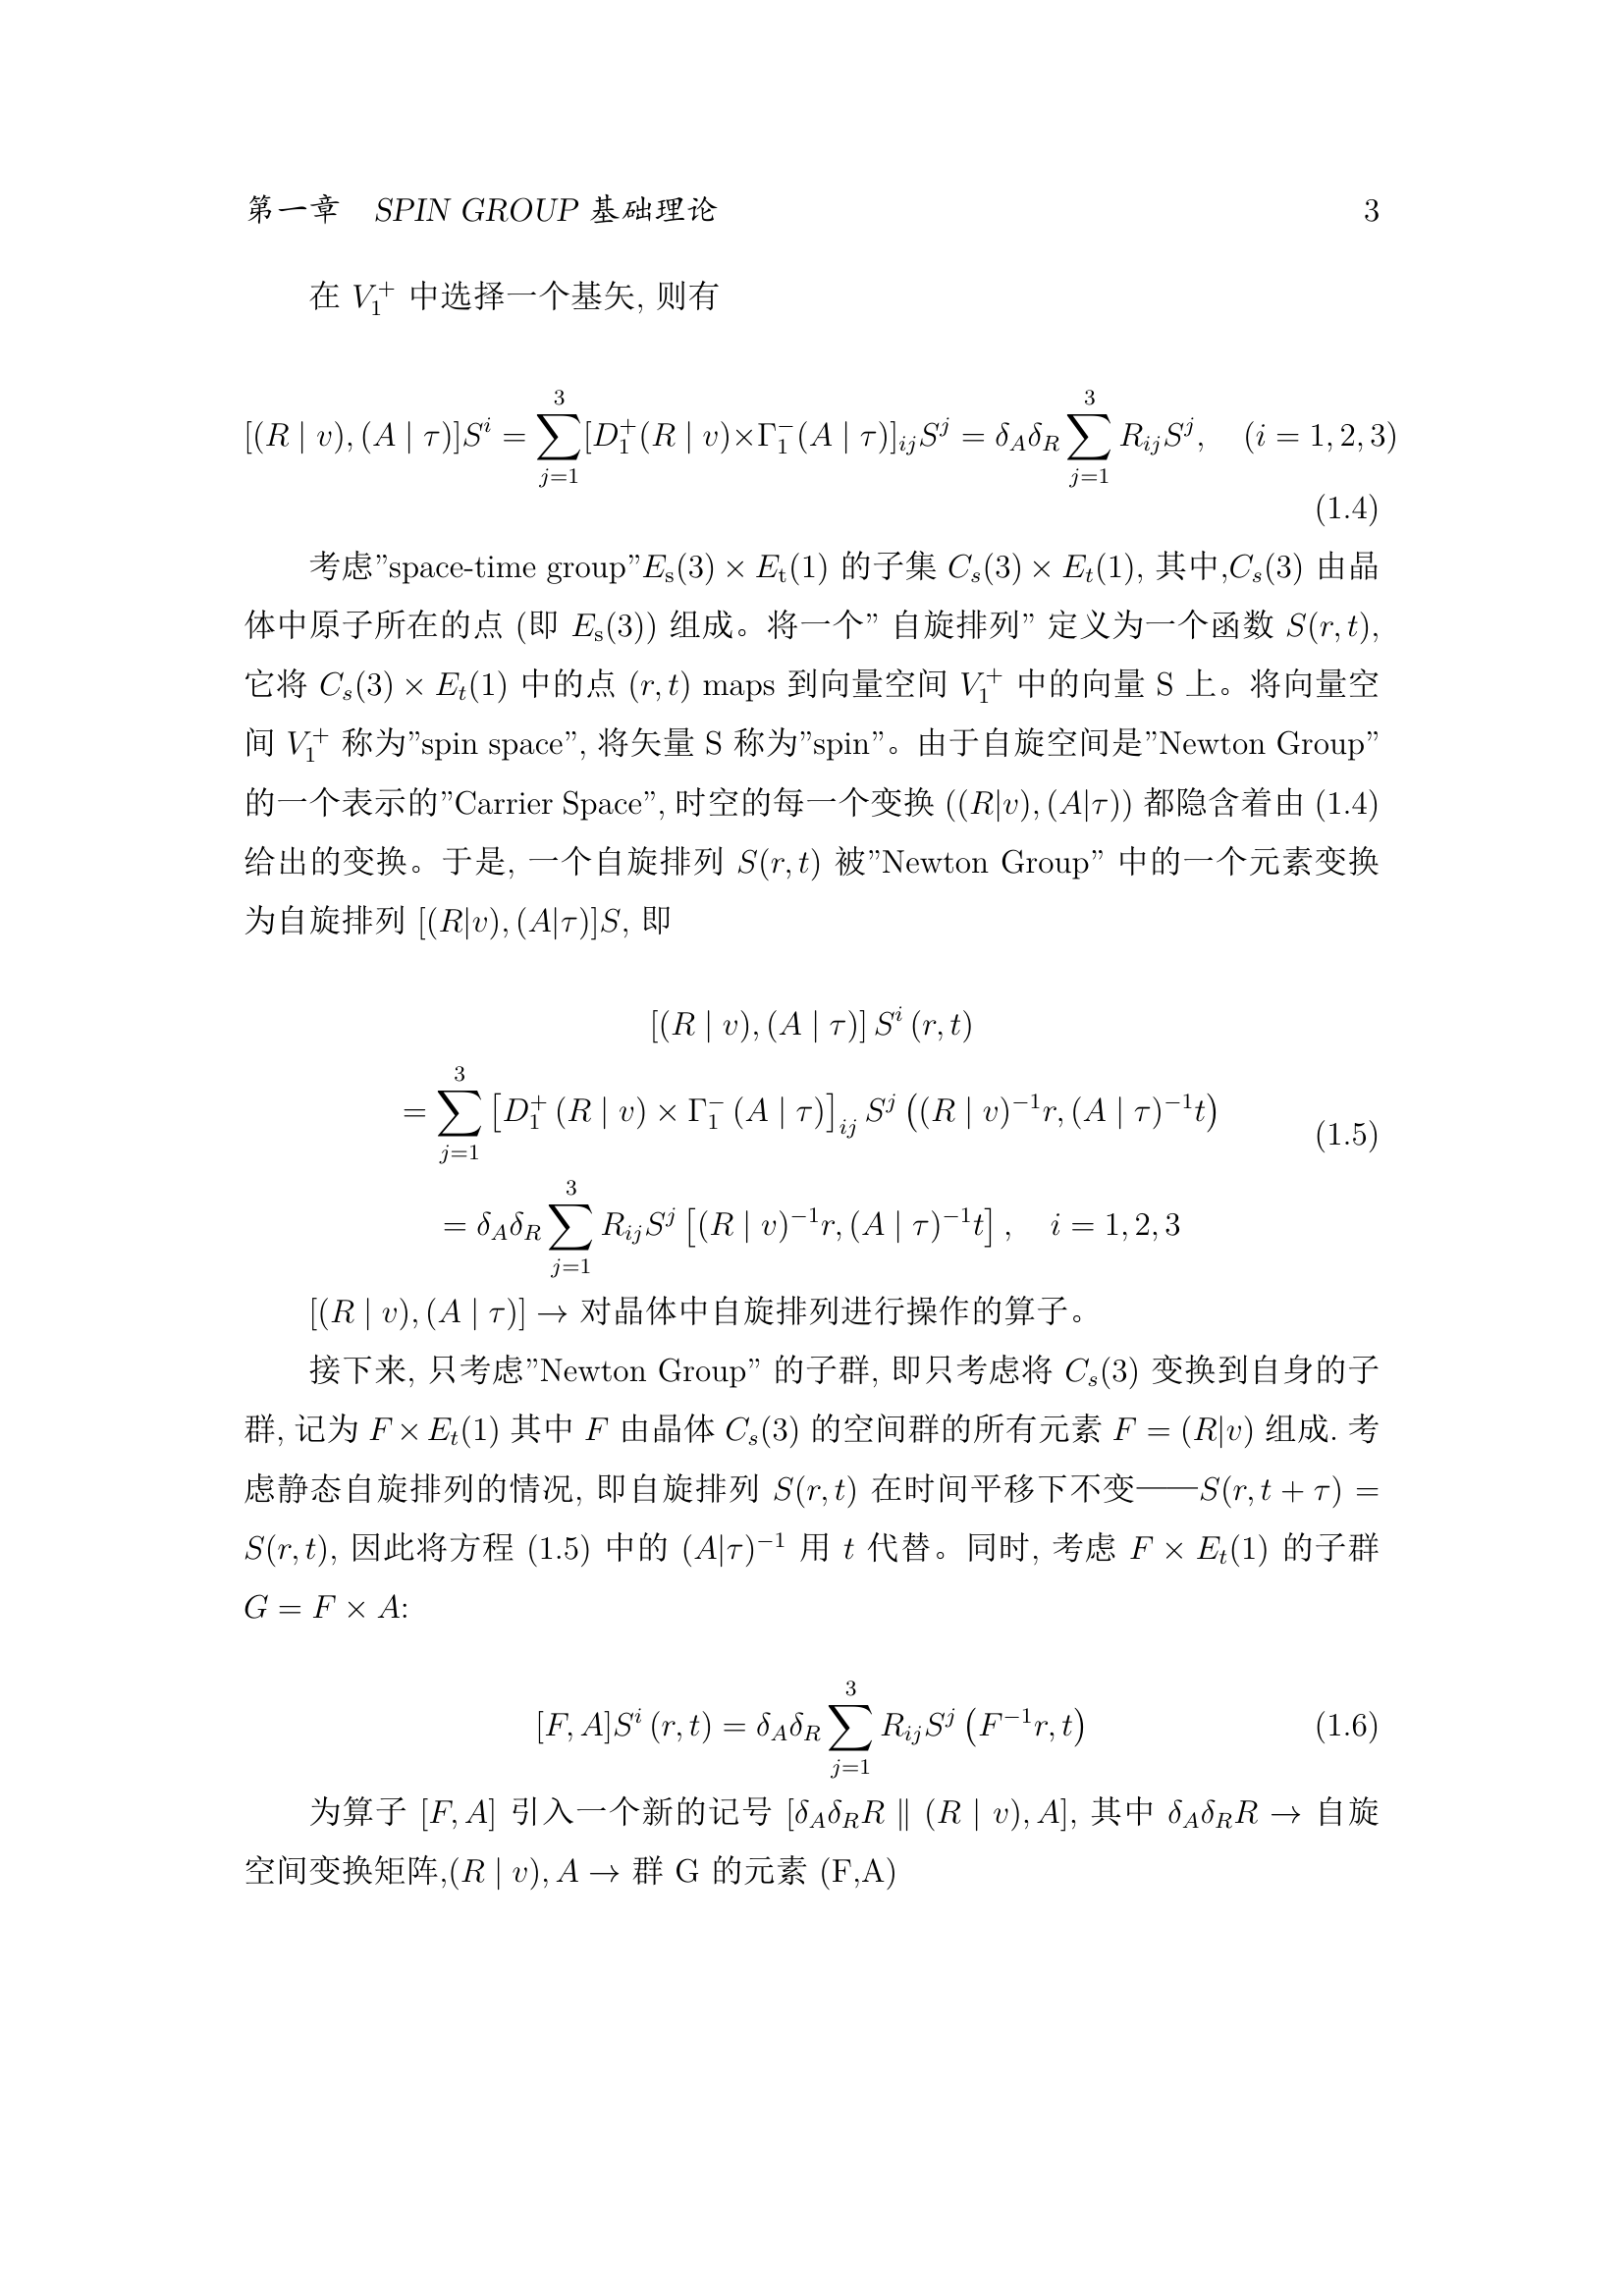 第一章 SPIN GROUP 基础理论 3
在 $V_1^+$ 中选择一个基矢, 则有
$[(R \mid v), (A \mid \tau)]S^i = \sum_{j=1}^{3} [D_1^+(R \mid v) \times \Gamma_1^-(A \mid \tau)]_{ij} S^j = \delta_A \delta_R \sum_{j=1}^{3} R_{ij} S^j, \quad (i = 1, 2, 3)$
(1.4)
考虑”space-time group”$E_{\mathrm{s}}(3) \times E_{\mathrm{t}}(1)$ 的子集 $C_s(3) \times E_t(1)$, 其中,$C_s(3)$ 由晶
体中原子所在的点 (即 $E_{\mathrm{s}}(3)$) 组成。将一个” 自旋排列” 定义为一个函数 $S(r, t)$,
它将 $C_s(3) \times E_t(1)$ 中的点 $(r, t)$ maps 到向量空间 $V_1^+$ 中的向量 S 上。将向量空
间 $V_1^+$ 称为”spin space”, 将矢量 S 称为”spin”。由于自旋空间是”Newton Group”
的一个表示的”Carrier Space”, 时空的每一个变换 $((R|v), (A|\tau))$ 都隐含着由 (1.4)
给出的变换。于是, 一个自旋排列 $S(r, t)$ 被”Newton Group” 中的一个元素变换
为自旋排列 $[(R|v), (A|\tau)]S$, 即
$[(R \mid v), (A \mid \tau)] S^i (r, t)$
$= \sum_{j=1}^{3} \left[ D_1^+ (R \mid v) \times \Gamma_1^- (A \mid \tau) \right]_{ij} S^j \left( (R \mid v)^{-1} r, (A \mid \tau)^{-1} t \right)$ (1.5)
$= \delta_A \delta_R \sum_{j=1}^{3} R_{ij} S^j \left[ (R \mid v)^{-1} r, (A \mid \tau)^{-1} t \right], \quad i = 1, 2, 3$
$[(R \mid v), (A \mid \tau)] \rightarrow$ 对晶体中自旋排列进行操作的算子。
接下来, 只考虑”Newton Group” 的子群, 即只考虑将 $C_s(3)$ 变换到自身的子
群, 记为 $F \times E_t(1)$ 其中 $F$ 由晶体 $C_s(3)$ 的空间群的所有元素 $F = (R|v)$ 组成. 考
虑静态自旋排列的情况, 即自旋排列 $S(r, t)$ 在时间平移下不变——$S(r, t + \tau) =$
$S(r, t)$, 因此将方程 (1.5) 中的 $(A|\tau)^{-1}$ 用 $t$ 代替。同时, 考虑 $F \times E_t(1)$ 的子群
$G = F \times A$:
$[F, A] S^i (r, t) = \delta_A \delta_R \sum_{j=1}^{3} R_{ij} S^j \left( F^{-1} r, t \right)$ (1.6)
为算子 $[F, A]$ 引入一个新的记号 $[\delta_A \delta_R R \parallel (R \mid v), A]$, 其中 $\delta_A \delta_R R \rightarrow$ 自旋
空间变换矩阵,$(R \mid v), A \rightarrow$ 群 G 的元素 (F,A)